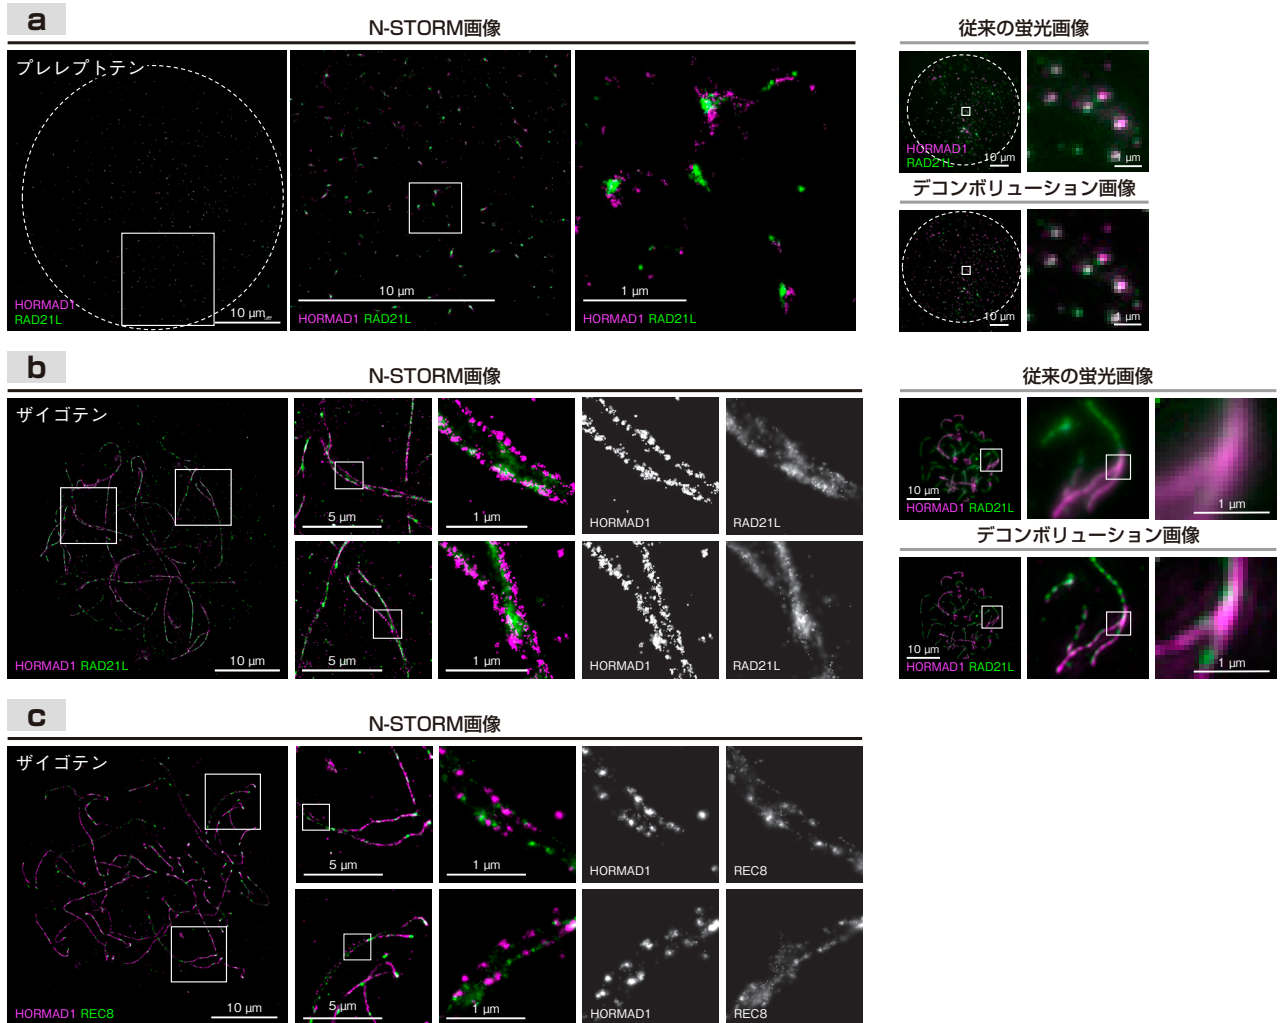 a
N-STORM画像
従来の蛍光画像
プレレプトテン
HORMAD1
RAD21L
10 µm
10 µm
HORMAD1 RAD21L
1 µm
HORMAD1 RAD21L
HORMAD1
RAD21L
10 µm
1 µm
デコンボリューション画像
10 µm
1 µm
b
N-STORM画像
従来の蛍光画像
ザイゴテン
HORMAD1 RAD21L
10 µm
5 µm
1 µm
HORMAD1
RAD21L
5 µm
1 µm
HORMAD1
RAD21L
10 µm
HORMAD1 RAD21L
1 µm
デコンボリューション画像
10 µm
HORMAD1 RAD21L
1 µm
c
N-STORM画像
ザイゴテン
HORMAD1 REC8
10 µm
5 µm
1 µm
HORMAD1
REC8
5 µm
1 µm
HORMAD1
REC8